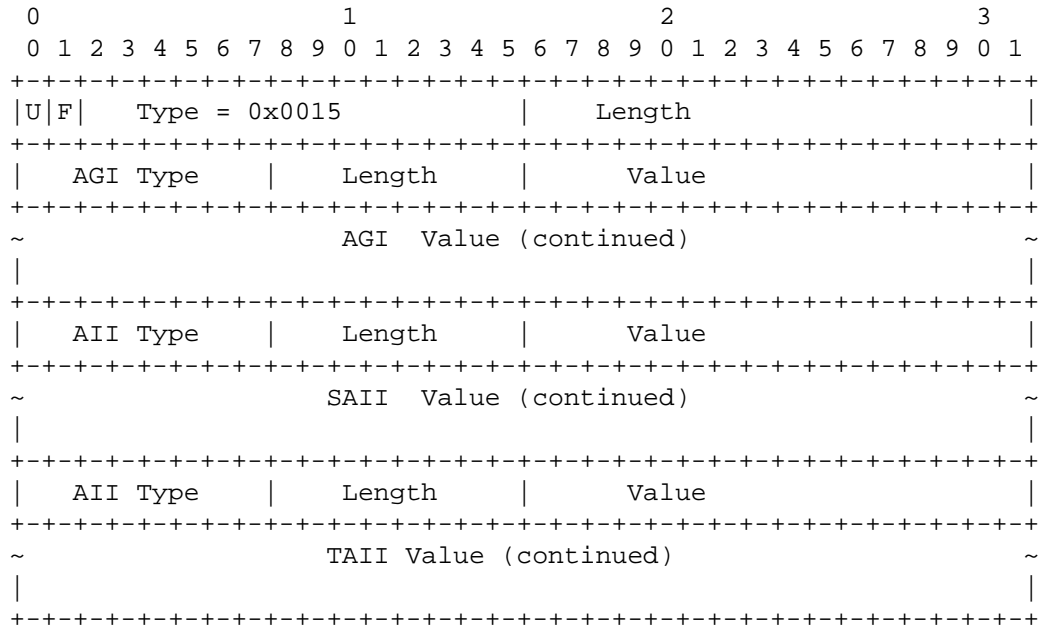 0                   1                   2                   3
 0 1 2 3 4 5 6 7 8 9 0 1 2 3 4 5 6 7 8 9 0 1 2 3 4 5 6 7 8 9 0 1
+-+-+-+-+-+-+-+-+-+-+-+-+-+-+-+-+-+-+-+-+-+-+-+-+-+-+-+-+-+-+-+-+
|U|F|   Type = 0x0015           |    Length                     |
+-+-+-+-+-+-+-+-+-+-+-+-+-+-+-+-+-+-+-+-+-+-+-+-+-+-+-+-+-+-+-+-+
|   AGI Type    |    Length     |      Value                    |
+-+-+-+-+-+-+-+-+-+-+-+-+-+-+-+-+-+-+-+-+-+-+-+-+-+-+-+-+-+-+-+-+
~                    AGI  Value (continued)                     ~
|                                                               |
+-+-+-+-+-+-+-+-+-+-+-+-+-+-+-+-+-+-+-+-+-+-+-+-+-+-+-+-+-+-+-+-+
|   AII Type    |    Length     |      Value                    |
+-+-+-+-+-+-+-+-+-+-+-+-+-+-+-+-+-+-+-+-+-+-+-+-+-+-+-+-+-+-+-+-+
~                   SAII  Value (continued)                     ~
|                                                               |
+-+-+-+-+-+-+-+-+-+-+-+-+-+-+-+-+-+-+-+-+-+-+-+-+-+-+-+-+-+-+-+-+
|   AII Type    |    Length     |      Value                    |
+-+-+-+-+-+-+-+-+-+-+-+-+-+-+-+-+-+-+-+-+-+-+-+-+-+-+-+-+-+-+-+-+
~                   TAII Value (continued)                      ~
|                                                               |
+-+-+-+-+-+-+-+-+-+-+-+-+-+-+-+-+-+-+-+-+-+-+-+-+-+-+-+-+-+-+-+-+